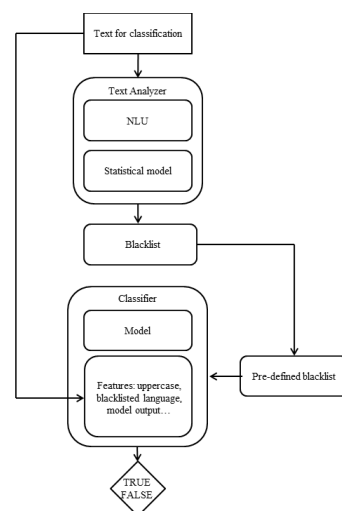 Text for classification
Text Analyzer
NLU
Statistical model
Blacklist
Classifier
Model
Features: uppercase,
blacklisted language,
model output…
Pre-defined blacklist
TRUE
FALSE